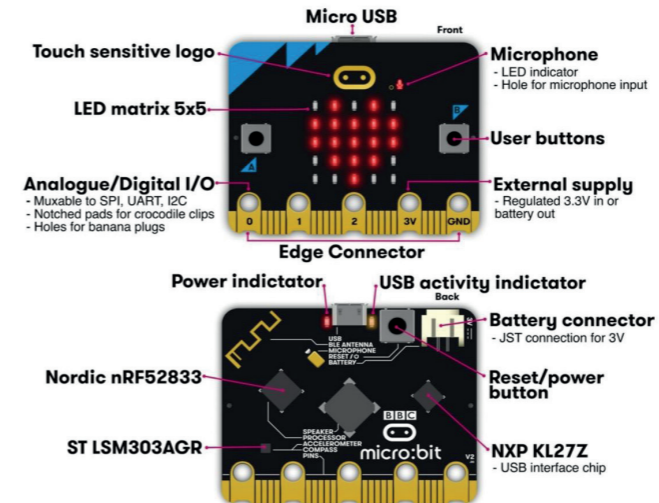 Micro USB
Front
Touch sensitive logo
Microphone
- LED indicator
- Hole for microphone input
LED matrix 5x5
B
User buttons
A
Analogue/Digital I/O
- Muxable to SPI, UART, I2C
- Notched pads for crocodile clips
- Holes for banana plugs
External supply
- Regulated 3.3V in or
battery out
0 1 2 3V GND
Edge Connector
Power indictator
USB activity indictator
Back
Battery connector
- JST connection for 3V
3V
USB
BLE ANTENNA
MICROPHONE
RESET /
BATTERY
Nordic nRF52833
Reset/power
button
BBC
micro:bit
SPEAKER
PROCESSOR
ACCELEROMETER
COMPASS
PINS
ST LSM303AGR
NXP KL27Z
- USB interface chip
V2